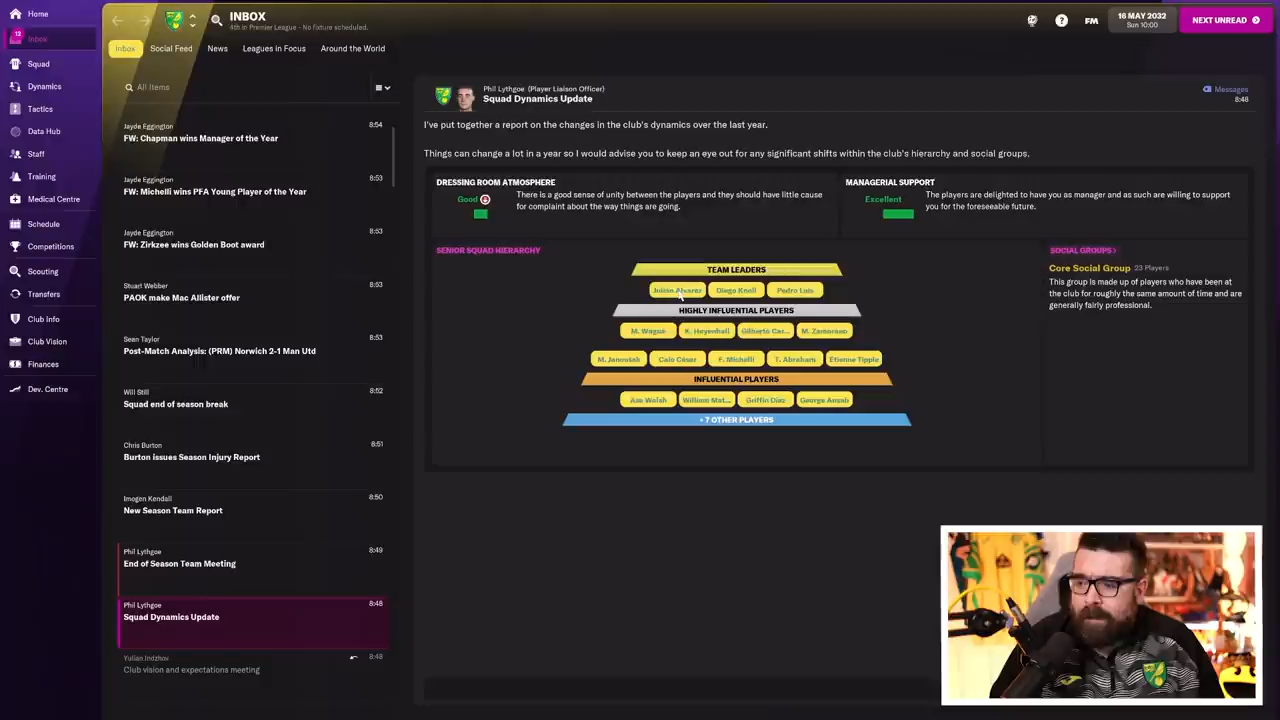 Home
12
Inbox
Squad
Dynamics
Tactics
Data Hub
Staff
Training
Medical Centre
Schedule
Competitions
Scouting
Transfers
Club Info
Club Vision
Finances
Dev. Centre
INBOX
4th in Premier League - No fixture scheduled.
FM
16 MAY 2032
Sun 10:00
NEXT UNREAD
Inbox
Social Feed
News
Leagues in Focus
Around the World
All Items
Jayde Eggington
8:54
FW: Chapman wins Manager of the Year
Jayde Eggington
8:53
FW: Michelli wins PFA Young Player of the Year
Jayde Eggington
8:53
FW: Zirkzee wins Golden Boot award
Stuart Webber
8:53
PAOK make Mac Allister offer
Sean Taylor
8:53
Post-Match Analysis: (PRM) Norwich 2-1 Man Utd
Will Still
8:52
Squad end of season break
Chris Burton
8:51
Burton issues Season Injury Report
Imogen Kendall
8:50
New Season Team Report
Phil Lythgoe
8:49
End of Season Team Meeting
Phil Lythgoe
8:48
Squad Dynamics Update
Yulian Indzhov
8:48
Club vision and expectations meeting
Phil Lythgoe (Player Liaison Officer)
Squad Dynamics Update
Messages
8:48
I've put together a report on the changes in the club's dynamics over the last year.
Things can change a lot in a year so I would advise you to keep an eye out for any significant shifts within the club's hierarchy and social groups.
DRESSING ROOM ATMOSPHERE
Good
There is a good sense of unity between the players and they should have little cause
for complaint about the way things are going.
MANAGERIAL SUPPORT
Excellent
The players are delighted to have you as manager and as such are willing to support
you for the foreseeable future.
SENIOR SQUAD HIERARCHY
TEAM LEADERS
Julián Alvarez
Diego Knoll
Pedro Luis
HIGHLY INFLUENTIAL PLAYERS
M. Wague
Gilberto Car...
M. Zamorano
Caio César
F. Michelli
T. Abraham
Etienne Tipple
INFLUENTIAL PLAYERS
Asa Walsh
William Mat...
Griffin Diaz
+ 7 OTHER PLAYERS
SOCIAL GROUPS>
Core Social Group 23 Players
This group is made up of players who have been at
the club for roughly the same amount of time and are
generally fairly professional.